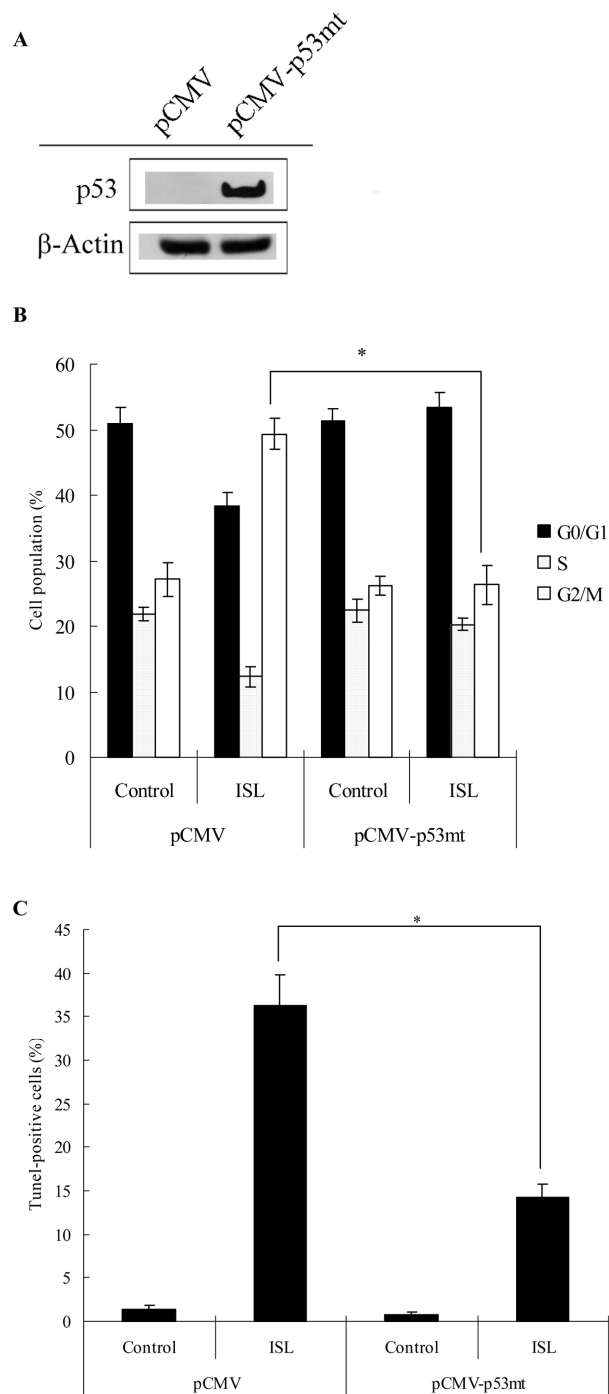 A
pCMV
pCMV-p53mt
p53
β-Actin
B
*
60
50
40
30
20
10
0
Cell population (%)
G0/G1
S
G2/M
Control ISL Control ISL
pCMV pCMV-p53mt
C
*
45
40
35
30
25
20
15
10
5
0
Tunel-positive cells (%)
Control ISL Control ISL
pCMV pCMV-p53mt